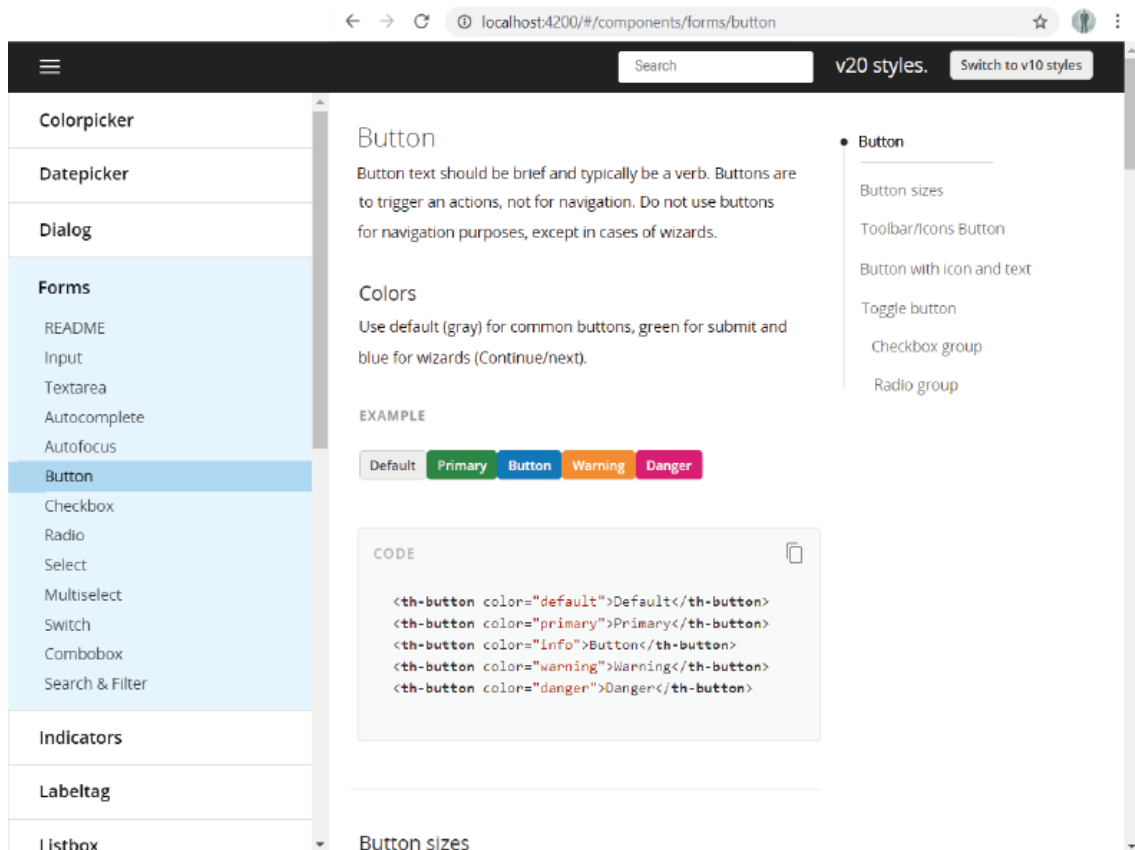 localhost:4200/#/components/forms/button
Search
v20 styles.
Switch to v10 styles
Colorpicker
Datepicker
Dialog
Forms
README
Input
Textarea
Autocomplete
Autofocus
Button
Checkbox
Radio
Select
Multiselect
Switch
Combobox
Search & Filter
Indicators
Labeltag
Listbox
Button
Button text should be brief and typically be a verb. Buttons are
to trigger an actions, not for navigation. Do not use buttons
for navigation purposes, except in cases of wizards.
Colors
Use default (gray) for common buttons, green for submit and
blue for wizards (Continue/next).
EXAMPLE
Default Primary Button Warning Danger
CODE
<th-button color="default">Default</th-button>
<th-button color="primary">Primary</th-button>
<th-button color="info">Button</th-button>
<th-button color="warning">Warning</th-button>
<th-button color="danger">Danger</th-button>
Button sizes
Button
Button sizes
Toolbar/Icons Button
Button with icon and text
Toggle button
Checkbox group
Radio group